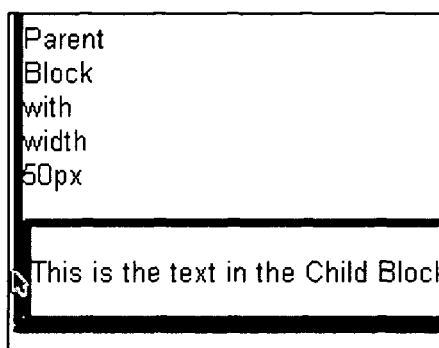 Parent
Block
with
width
50px
This is the text in the Child Block